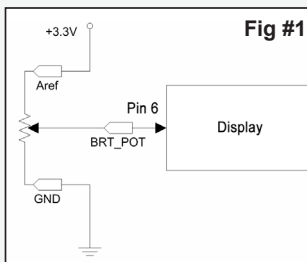 Fig #1
+3.3V
Aref
Pin 6
Display
BRT_POT
GND